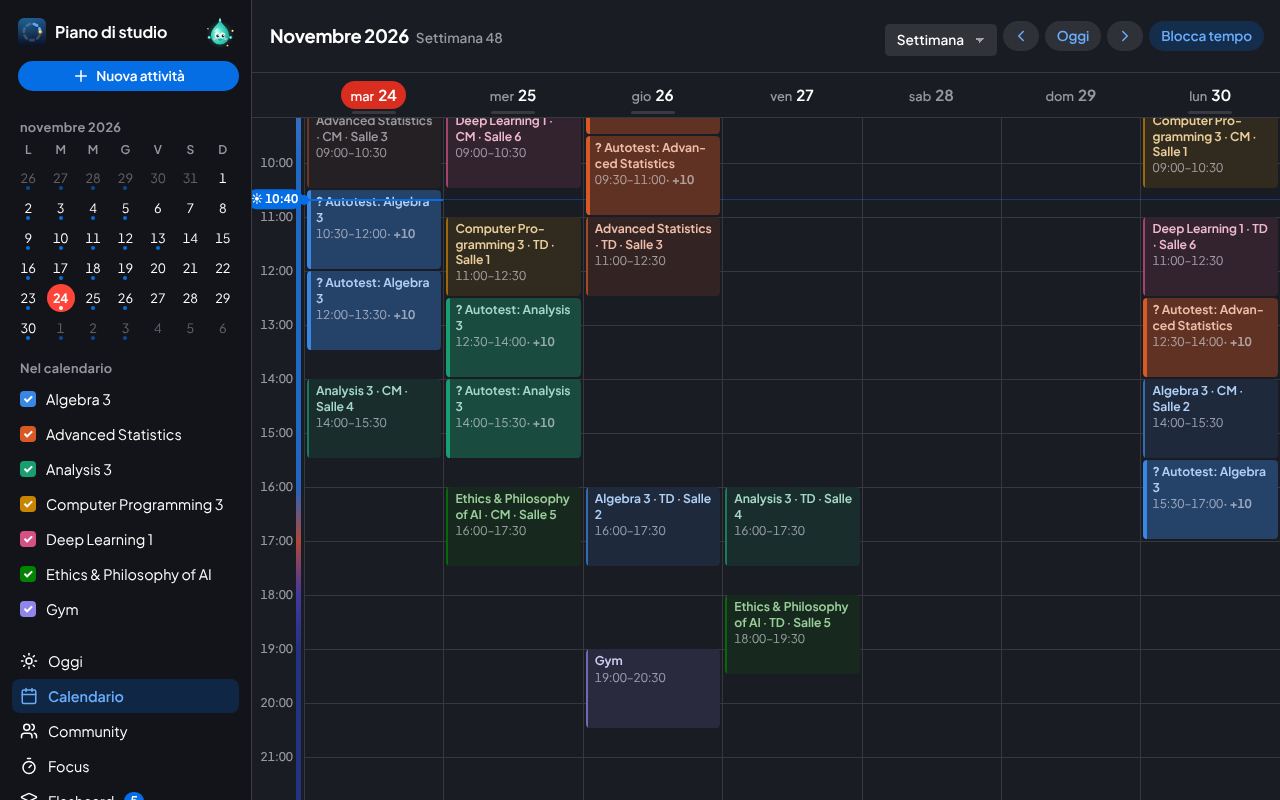 Piano di studio
Nuova attività
novembre 2026
L M M G V S D
26 27 28 29 30 31 1
2 3 4 5 6 7 8
9 10 11 12 13 14 15
16 17 18 19 20 21 22
23 24 25 26 27 28 29
30 1 2 3 4 5 6
Nel calendario
Algebra 3
Advanced Statistics
Analysis 3
Computer Programming 3
Deep Learning 1
Ethics & Philosophy of AI
Gym
Oggi
Calendario
Community
Focus
Flashcard 5
Novembre 2026 Settimana 48
Settimana
Oggi
Blocca tempo
mar 24
mer 25
gio 26
ven 27
sab 28
dom 29
lun 30
10:00
10:40
11:00
12:00
13:00
14:00
15:00
16:00
17:00
18:00
19:00
20:00
21:00
Advanced Statistics
· CM · Salle 3
09:00–10:30
? Autotest: Algebra
3
10:30–12:00· +10
? Autotest: Algebra
3
12:00–13:30· +10
Analysis 3 · CM ·
Salle 4
14:00–15:30
Deep Learning 1 ·
CM · Salle 6
09:00–10:30
Computer Pro-
gramming 3 · TD ·
Salle 1
11:00–12:30
? Autotest: Analysis
3
12:30–14:00· +10
? Autotest: Analysis
3
14:00–15:30· +10
Ethics & Philosophy
of AI · CM · Salle 5
16:00–17:30
? Autotest: Advan-
ced Statistics
09:30–11:00· +10
Advanced Statistics
· TD · Salle 3
11:00–12:30
Algebra 3 · TD · Salle
2
16:00–17:30
Gym
19:00–20:30
Analysis 3 · TD · Salle
4
16:00–17:30
Ethics & Philosophy
of AI · TD · Salle 5
18:00–19:30
Computer Pro-
gramming 3 · CM ·
Salle 1
09:00–10:30
Deep Learning 1 · TD
· Salle 6
11:00–12:30
? Autotest: Advan-
ced Statistics
12:30–14:00· +10
Algebra 3 · CM ·
Salle 2
14:00–15:30
? Autotest: Algebra
3
15:30–17:00· +10